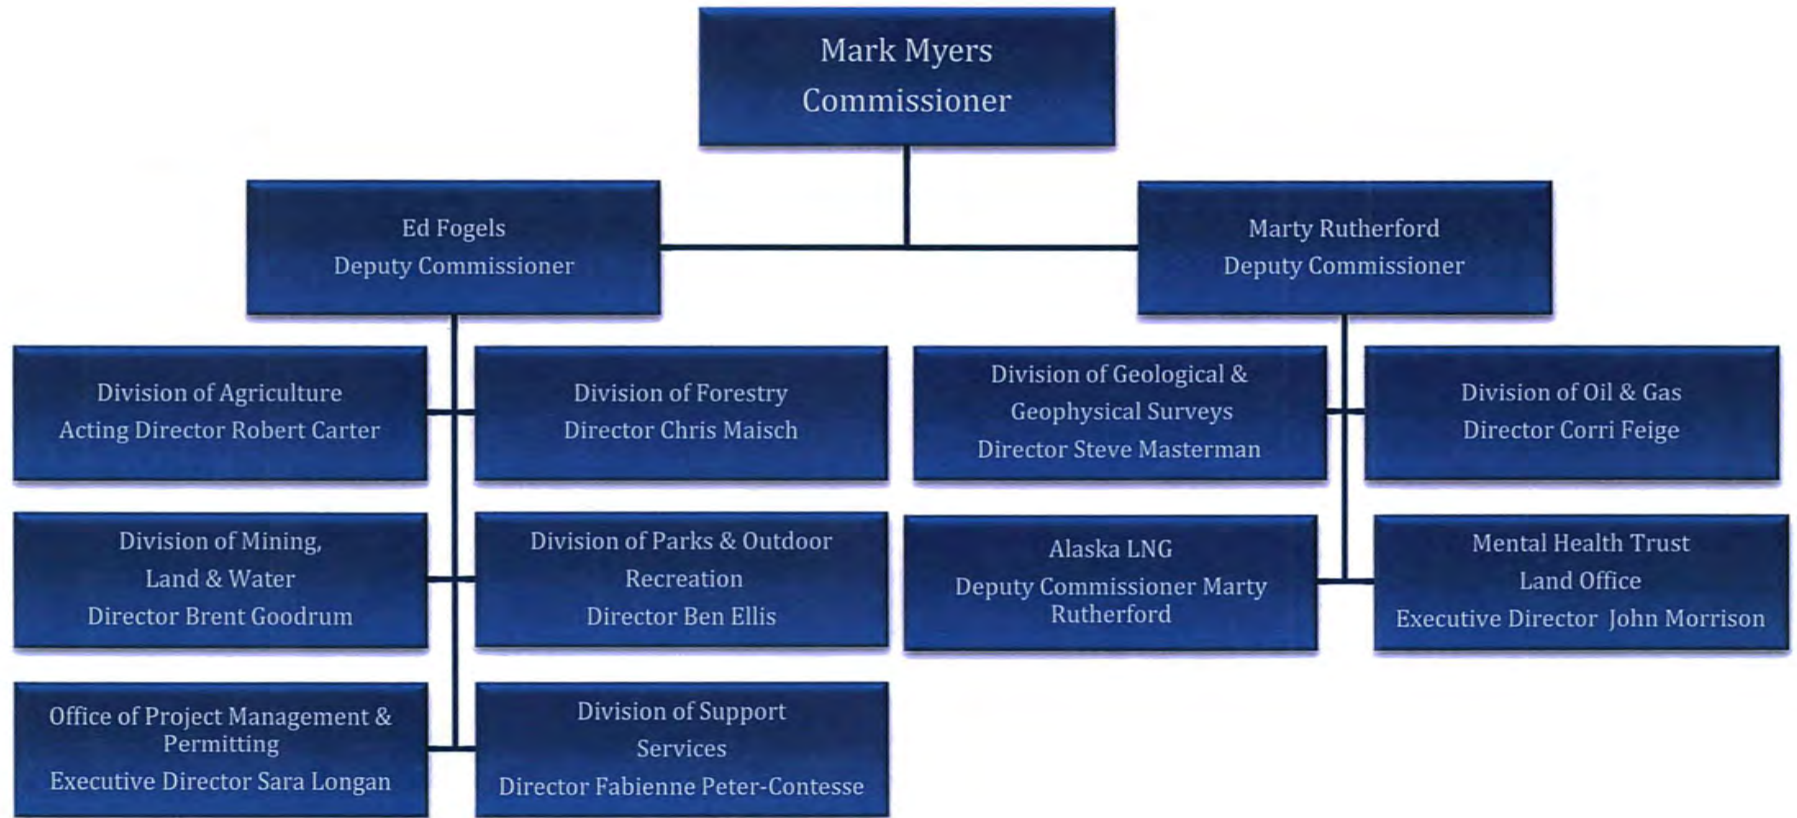 Mark Myers
Commissioner
Ed Fogels
Deputy Commissioner
Marty Rutherford
Deputy Commissioner
Division of Agriculture
Acting Director Robert Carter
Division of Forestry
Director Chris Maisch
Division of Geological &
Geophysical Surveys
Director Steve Masterman
Division of Oil & Gas
Director Corri Feige
Division of Mining,
Land & Water
Director Brent Goodrum
Division of Parks & Outdoor
Recreation
Director Ben Ellis
Alaska LNG
Deputy Commissioner Marty
Rutherford
Mental Health Trust
Land Office
Executive Director John Morrison
Office of Project Management &
Permitting
Executive Director Sara Longan
Division of Support
Services
Director Fabienne Peter-Contesse